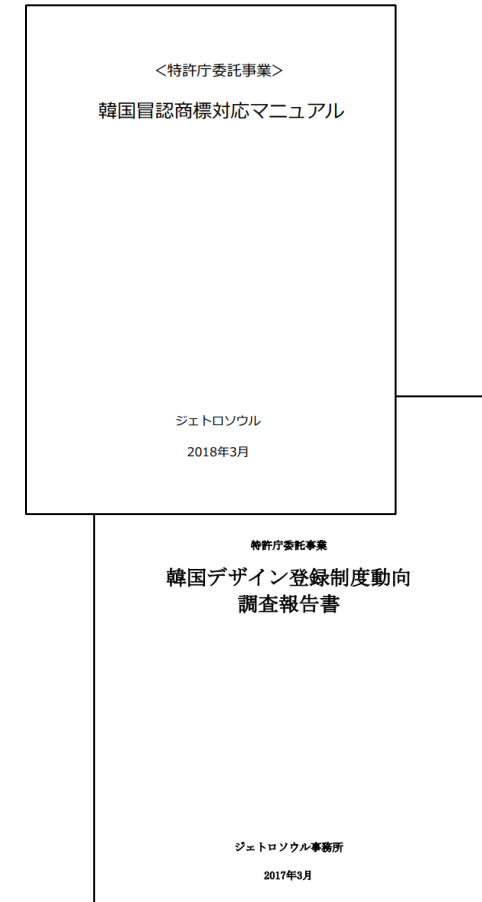 ＜特許庁委託事業＞
韓国冒認商標対応マニュアル
ジェトロソウル
2018年3月
特許庁委託事業
韓国デザイン登録制度動向
調査報告書
ジェトロソウル事務所
2017年3月